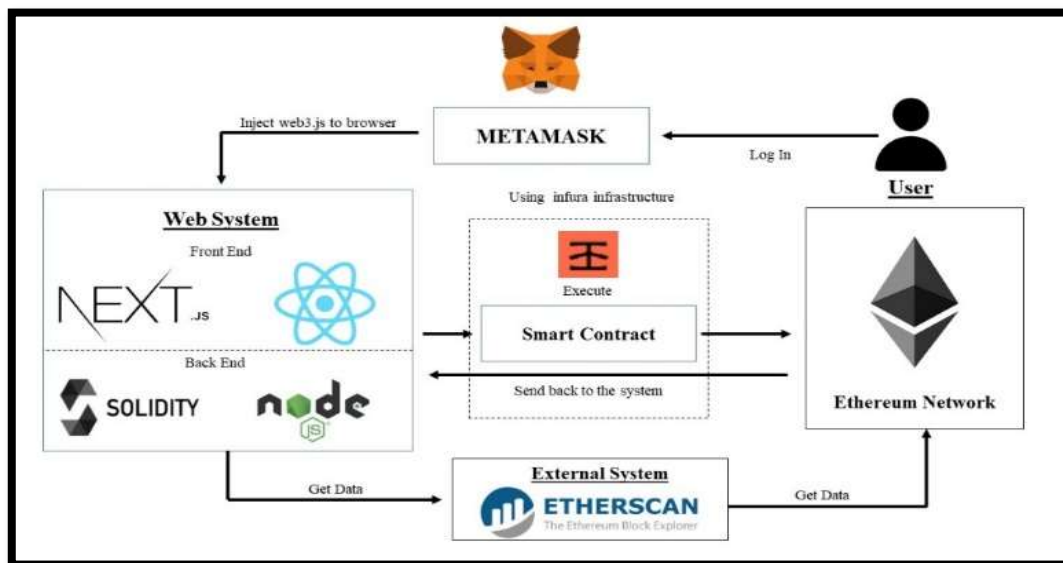 METAMASK
Inject web3.js to browser
Log In
User
Using infura infrastructure
Web System
Front End
NEXT.JS
Execute
Smart Contract
Back End
SOLIDITY
node
JS
Send back to the system
Ethereum Network
External System
ETHERSCAN
The Ethereum Block Explorer
Get Data
Get Data